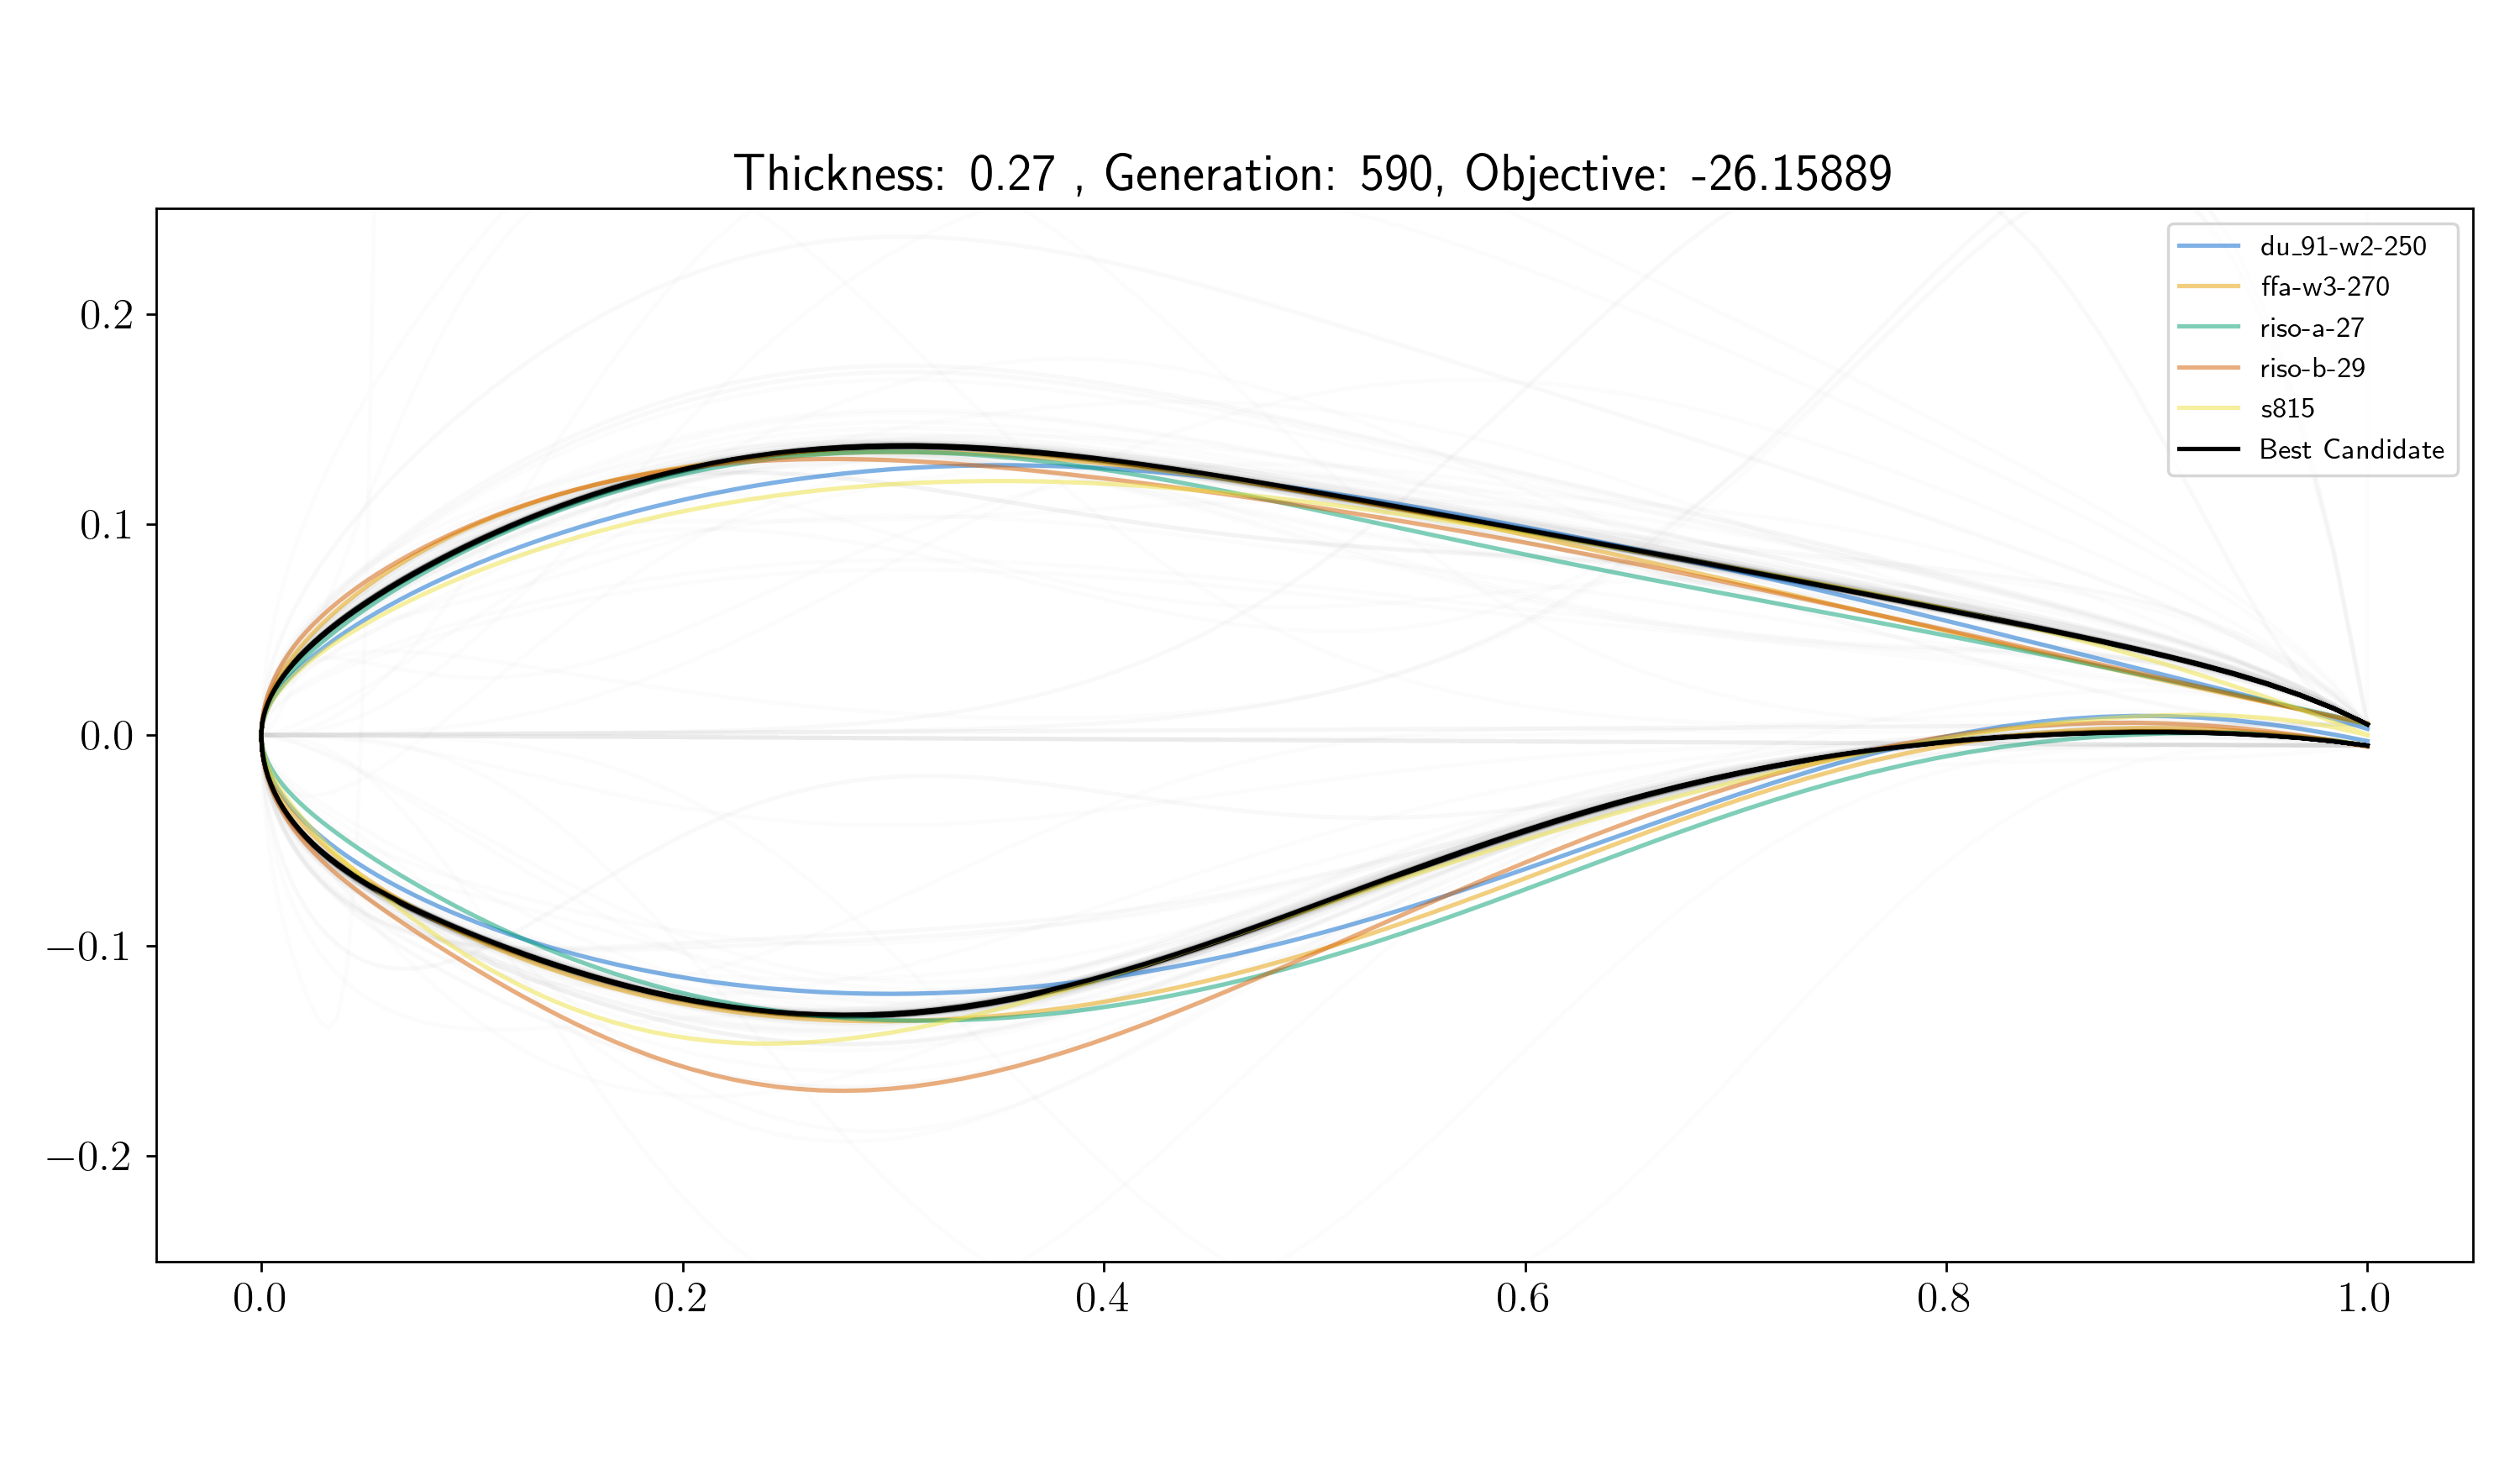 Thickness: 0.27 , Generation: 590, Objective: -26.15889
du_91-w2-250
ffa-w3-270
riso-a-27
riso-b-29
s815
Best Candidate
0.2
0.1
0.0
−0.1
−0.2
0.0 0.2 0.4 0.6 0.8 1.0